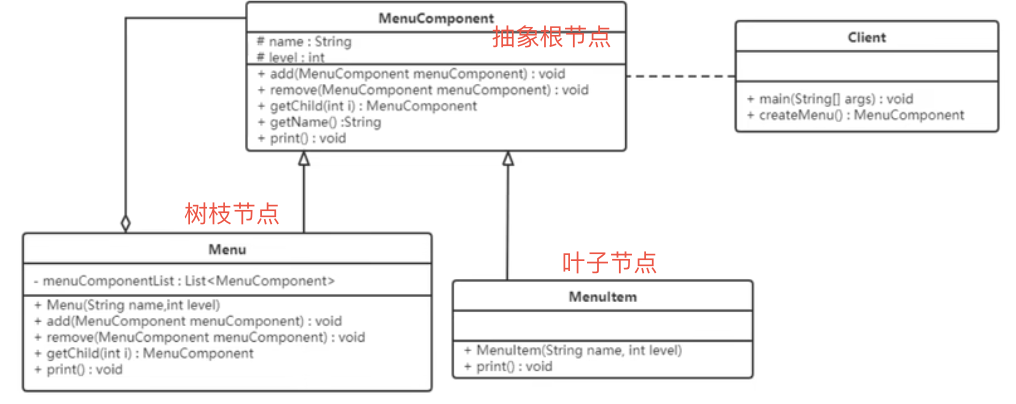 MenuComponent
# name : String
# level : int
抽象根节点
+ add(MenuComponent menuComponent) : void
+ remove(MenuComponent menuComponent) : void
+ getChild(int i) : MenuComponent
+ getName() :String
+ print() : void
Client
+ main(String[] args) : void
+ createMenu() : MenuComponent
树枝节点
Menu
- menuComponentList : List<MenuComponent>
+ Menu(String name,int level)
+ add(MenuComponent menuComponent) : void
+ remove(MenuComponent menuComponent) : void
+ getChild(int i) : MenuComponent
+ print() : void
叶子节点
MenuItem
+ MenuItem(String name, int level)
+ print() : void